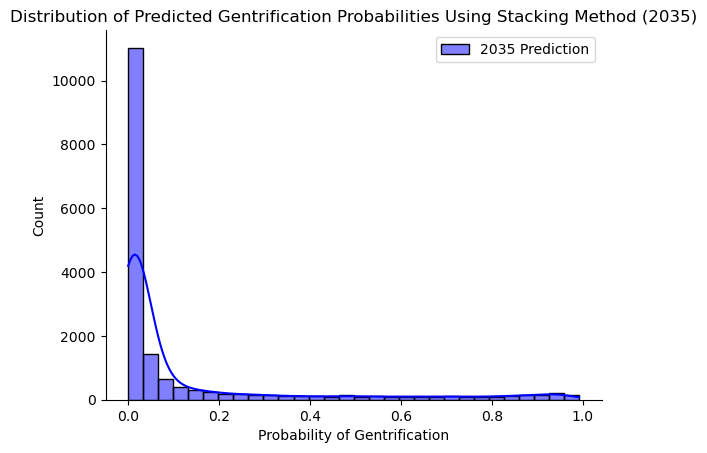 Distribution of Predicted Gentrification Probabilities Using Stacking Method (2035)
2035 Prediction
10000
8000
6000
4000
2000
0
Count
0.0 0.2 0.4 0.6 0.8 1.0
Probability of Gentrification